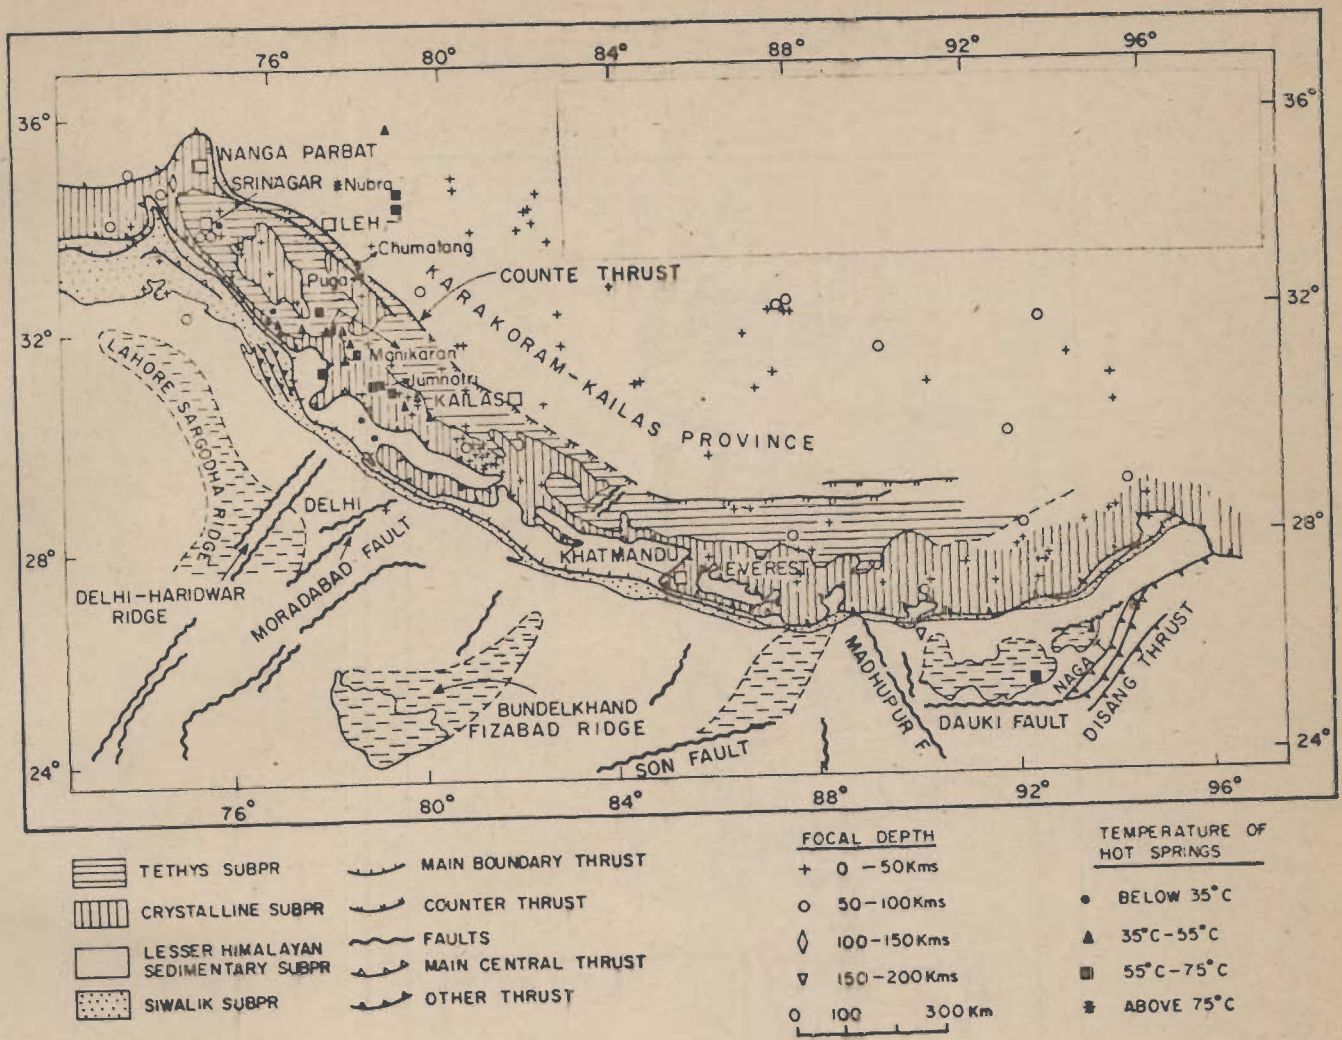 76°
80°
84°
88°
92°
96°
36°
36°
NANGA PARBAT
SRINAGAR
Nubra
LEH
Chumatang
Puga
COUNTE THRUST
KARAKORAM-KAILAS PROVINCE
32°
32°
Manikaran
Jumnotri
KAILAS
LAHORE SARGODHA RIDGE
DELHI
28°
28°
KHATMANDU
EVEREST
DELHI-HARIDWAR
RIDGE
MORADABAD FAULT
BUNDELKHAND
FIZABAD RIDGE
MADHUPUR F.
NAGA
DISANG THRUST
DAUKI FAULT
SON FAULT
24°
24°
76°
80°
84°
88°
92°
96°
TETHYS SUBPR
CRYSTALLINE SUBPR
LESSER HIMALAYAN
SEDIMENTARY SUBPR
SIWALIK SUBPR
MAIN BOUNDARY THRUST
COUNTER THRUST
FAULTS
MAIN CENTRAL THRUST
OTHER THRUST
FOCAL DEPTH
0-50Kms
50-100Kms
100-150Kms
150-200Kms
0 100 300 Km
TEMPERATURE OF
HOT SPRINGS
BELOW 35°C
35°C-55°C
55°C-75°C
ABOVE 75°C